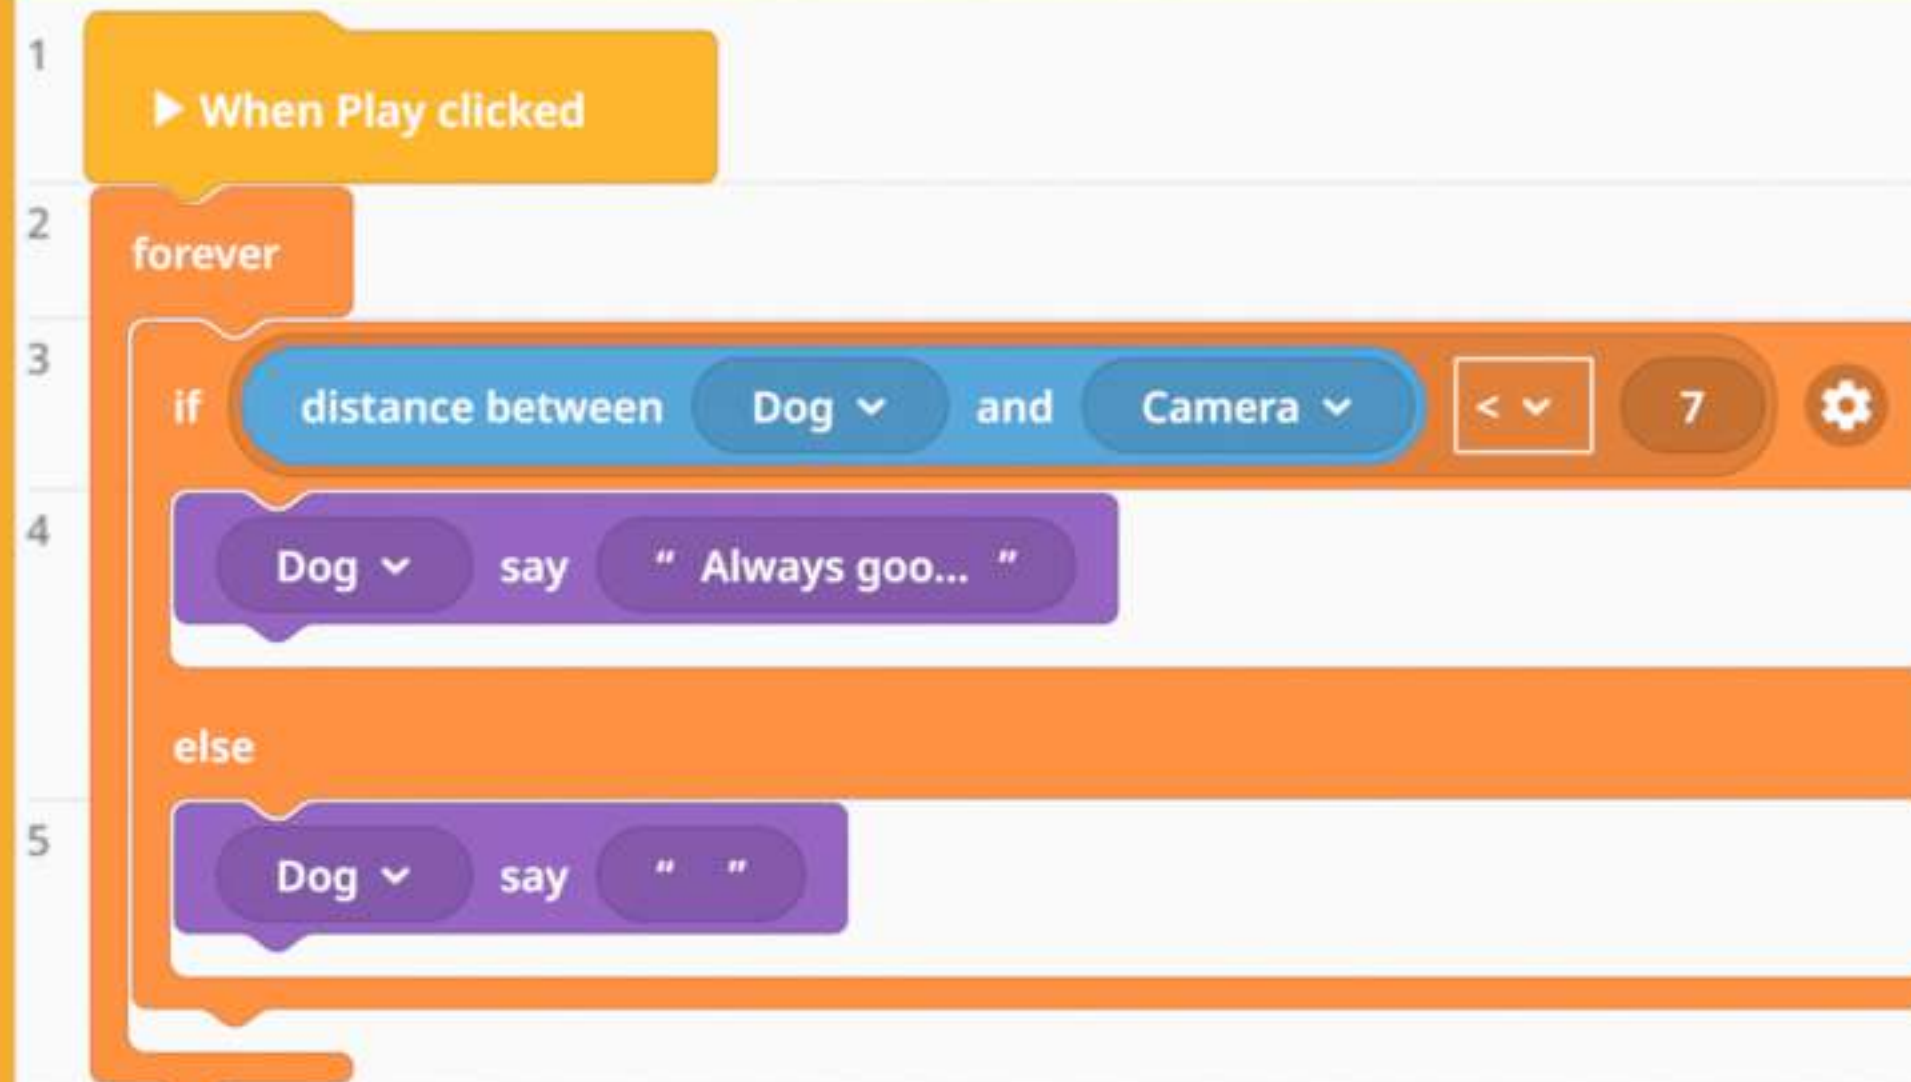 1
▶ When Play clicked
2
forever
3
if distance between Dog and Camera < 7
4
Dog say “ Always goo... ”
else
5
Dog say “ ”